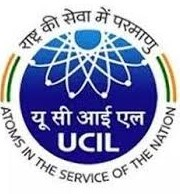 राष्ट्र की सेवा में परमाणु
यू सी आई एल
UCIL
ATOMS IN THE SERVICE OF THE NATION